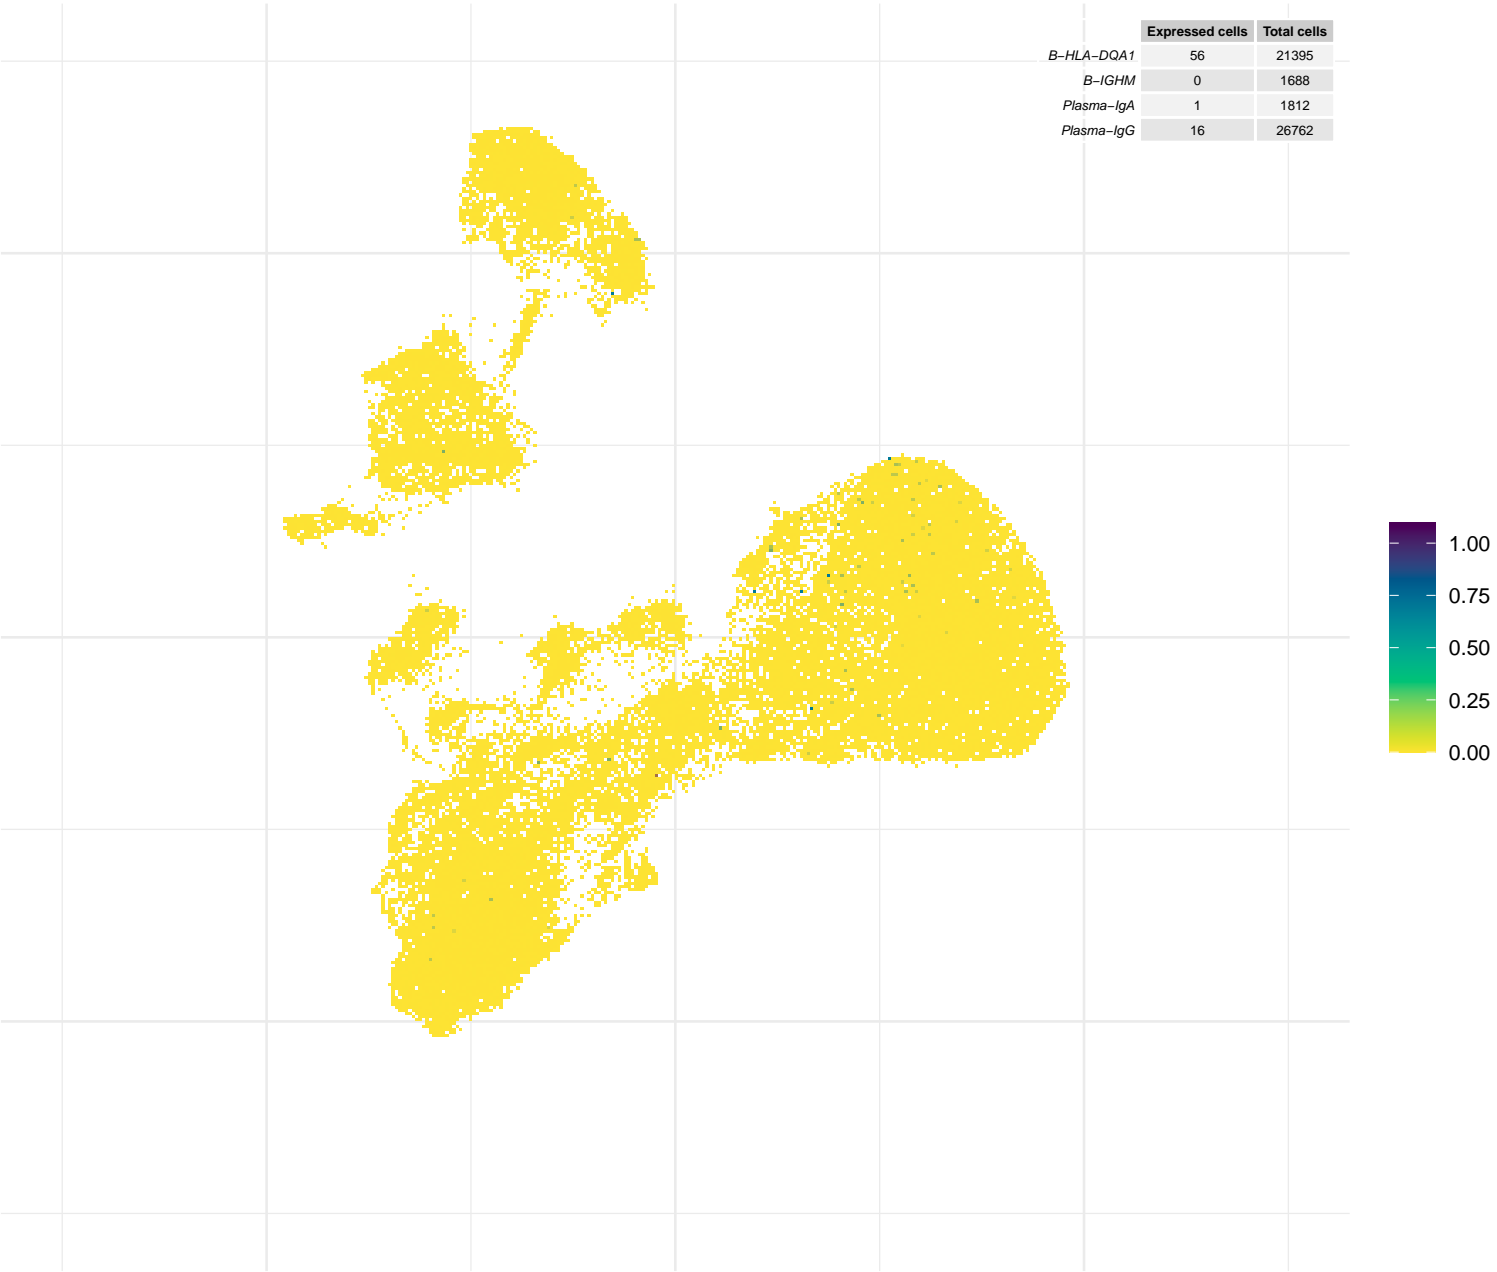 Expressed cells Total cells
B−HLA−DQA1 56 21395
B−IGHM 0 1688
Plasma−IgA 1 1812
Plasma−IgG 16 26762
1.00
0.75
0.50
0.25
0.00